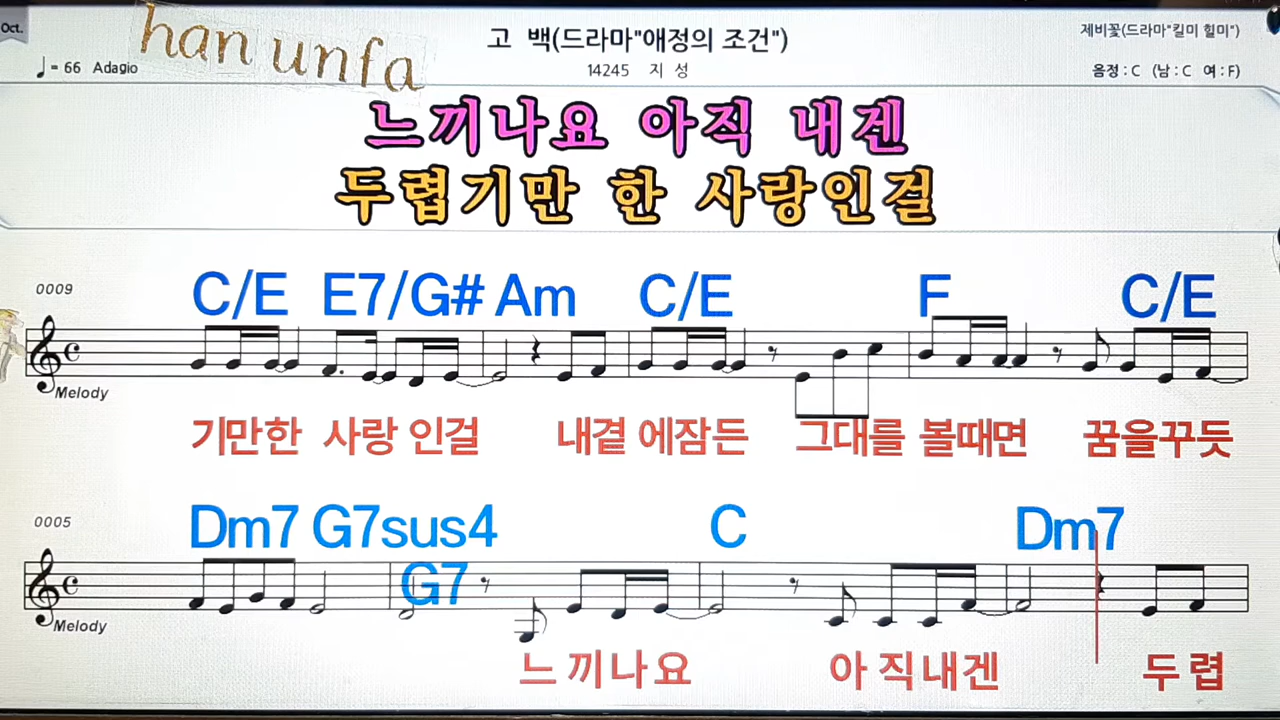 Oct.
han unfa
고 백(드라마"애정의 조건")
제비꽃(드라마"킬미 힐미")
♩= 66 Adagio
14245 지 성
음정 : C (남 : C 여 : F)
느끼나요 아직 내겐
두렵기만 한 사랑인걸
C/E E7/G# Am C/E F C/E
0009
Melody
기만한 사랑 인걸 내곁 에잠든 그대를 볼때면 꿈을꾸듯
Dm7 G7sus4 C Dm7
0005
G7
Melody
느 끼나요 아 직내겐 두 렵